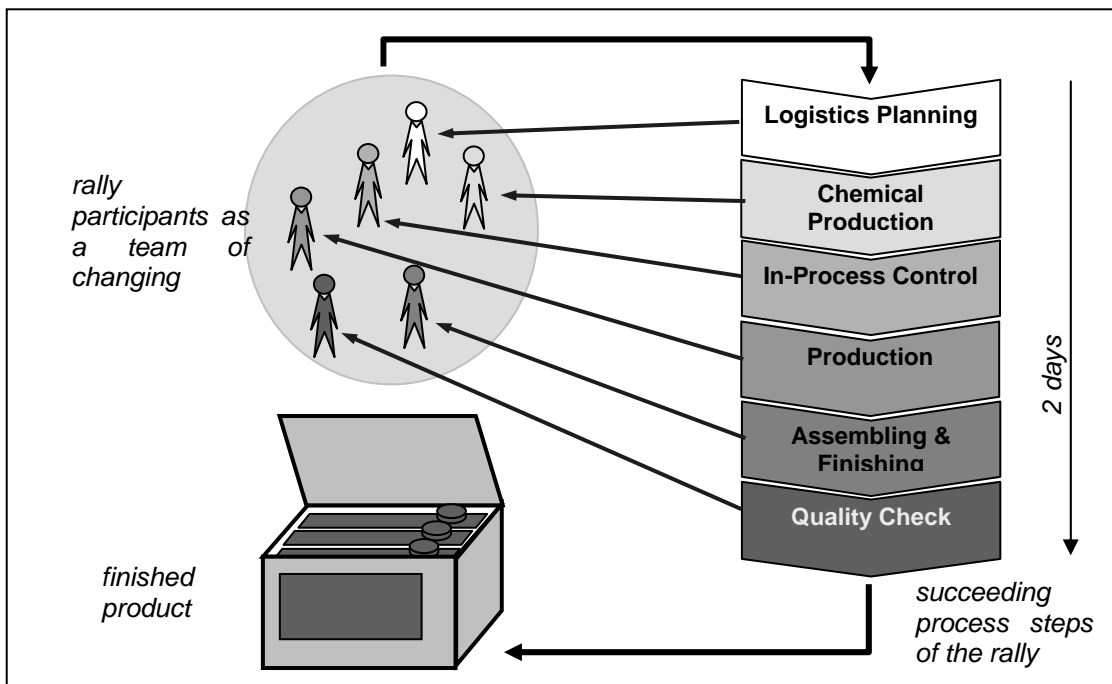 rally
participants as
a team of
changing
Logistics Planning
Chemical
Production
In-Process Control
Production
Assembling &
Finishing
Quality Check
2 days
finished
product
succeeding
process steps
of the rally